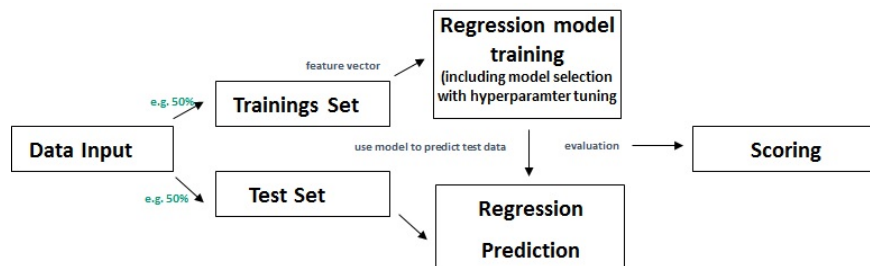 Regression model
training
(including model selection
with hyperparamter tuning
feature vector
e.g. 50%
Trainings Set
Data Input
use model to predict test data
evaluation
Scoring
e.g. 50%
Test Set
Regression
Prediction